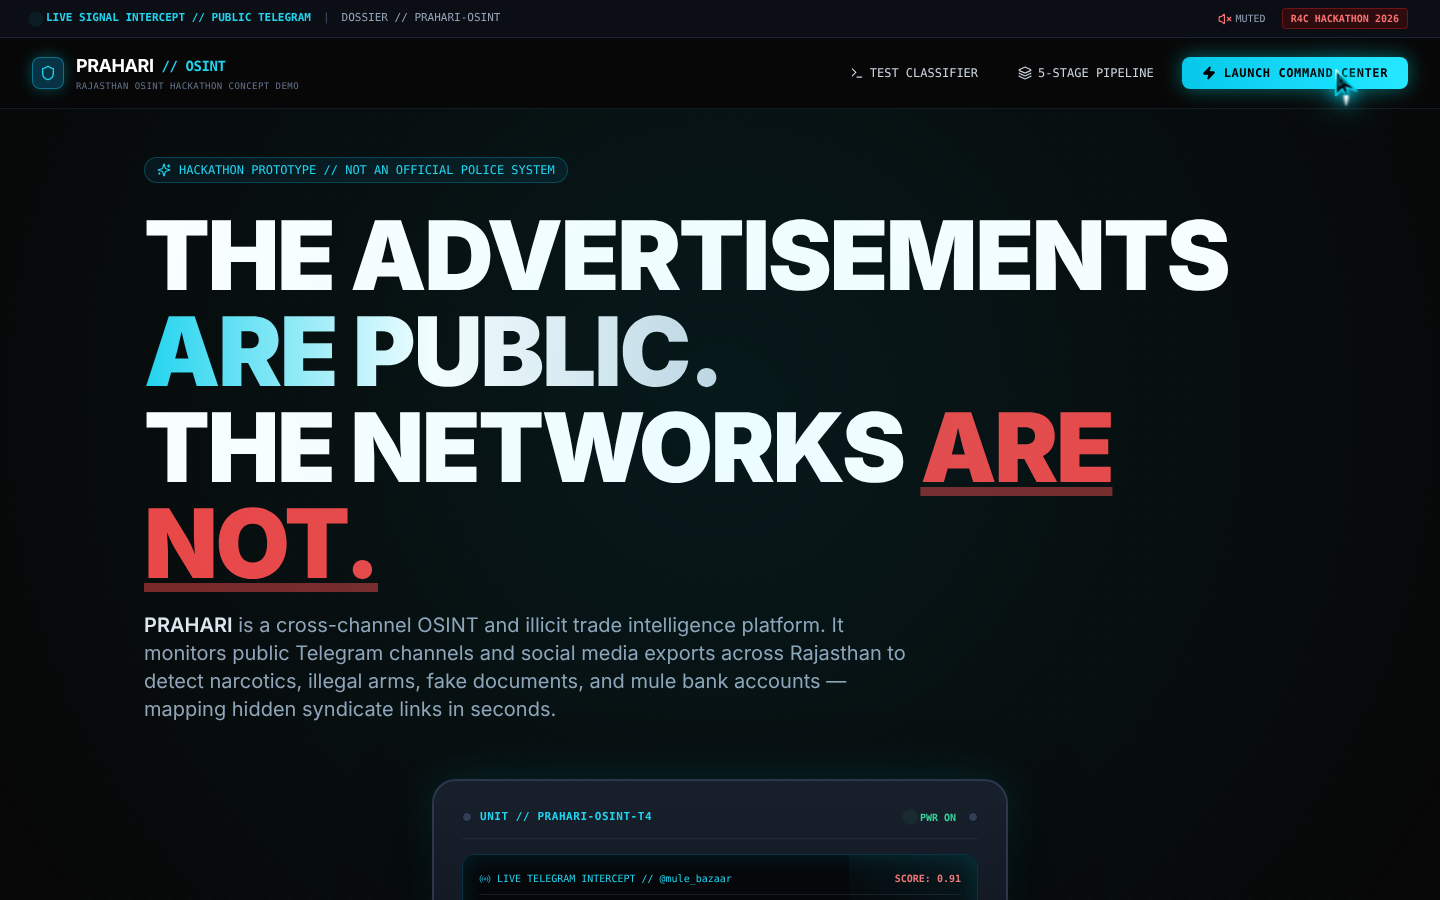 LIVE SIGNAL INTERCEPT // PUBLIC TELEGRAM | DOSSIER // PRAHARI-OSINT
MUTED
R4C HACKATHON 2026
PRAHARI // OSINT
RAJASTHAN OSINT HACKATHON CONCEPT DEMO
TEST CLASSIFIER
5-STAGE PIPELINE
LAUNCH COMMAND CENTER
HACKATHON PROTOTYPE // NOT AN OFFICIAL POLICE SYSTEM
THE ADVERTISEMENTS
ARE PUBLIC.
THE NETWORKS ARE
NOT.
PRAHARI is a cross-channel OSINT and illicit trade intelligence platform. It
monitors public Telegram channels and social media exports across Rajasthan to
detect narcotics, illegal arms, fake documents, and mule bank accounts —
mapping hidden syndicate links in seconds.
UNIT // PRAHARI-OSINT-T4
PWR ON
LIVE TELEGRAM INTERCEPT // @mule_bazaar
SCORE: 0.91